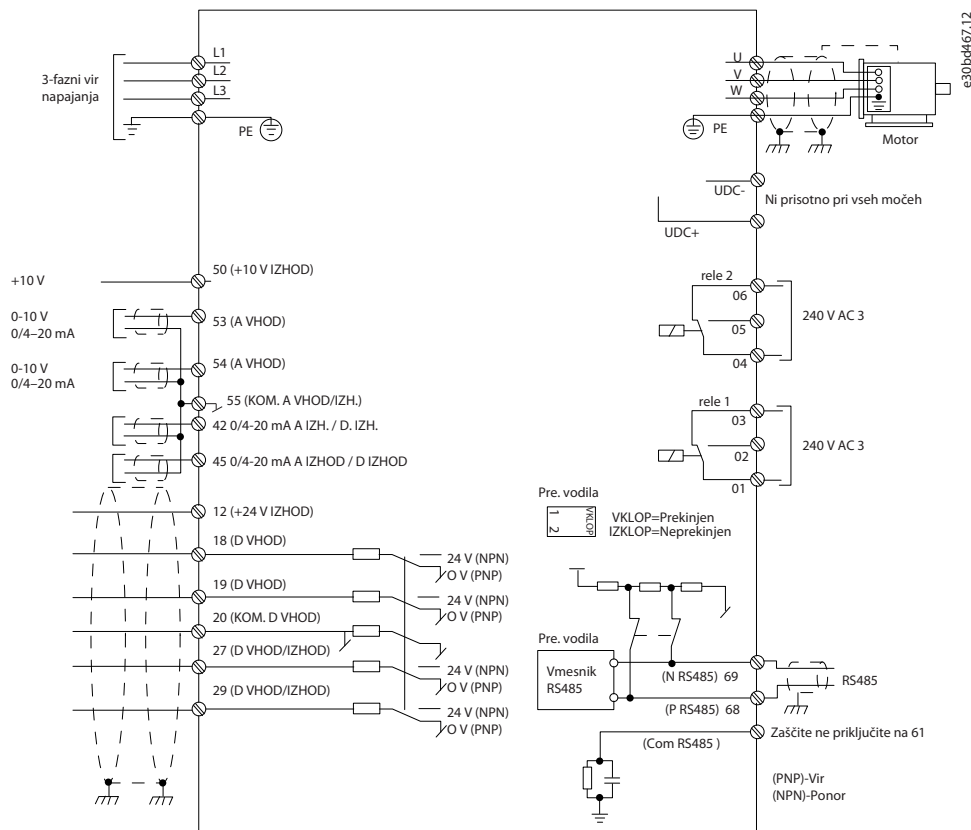 e30bd467.12
3-fazni vir
napajanja
L1
L2
L3
PE
U
V
W
PE
Motor
UDC-
Ni prisotno pri vseh močeh
UDC+
+10 V
50 (+10 V IZHOD)
0-10 V
0/4–20 mA
53 (A VHOD)
0-10 V
0/4–20 mA
54 (A VHOD)
55 (KOM. A VHOD/IZH.)
42 0/4-20 mA A IZH. / D. IZH.
45 0/4-20 mA A IZHOD / D IZHOD
12 (+24 V IZHOD)
18 (D VHOD)
24 V (NPN)
O V (PNP)
19 (D VHOD)
24 V (NPN)
O V (PNP)
20 (KOM. D VHOD)
27 (D VHOD/IZHOD)
24 V (NPN)
O V (PNP)
29 (D VHOD/IZHOD)
24 V (NPN)
O V (PNP)
rele 2
06
05
04
240 V AC 3
rele 1
03
02
01
240 V AC 3
Pre. vodila
1
2
VKLOP
VKLOP=Prekinjen
IZKLOP=Neprekinjen
Pre. vodila
Vmesnik
RS485
(N RS485) 69
RS485
(P RS485) 68
(Com RS485 )
Zaščite ne priključite na 61
(PNP)-Vir
(NPN)-Ponor